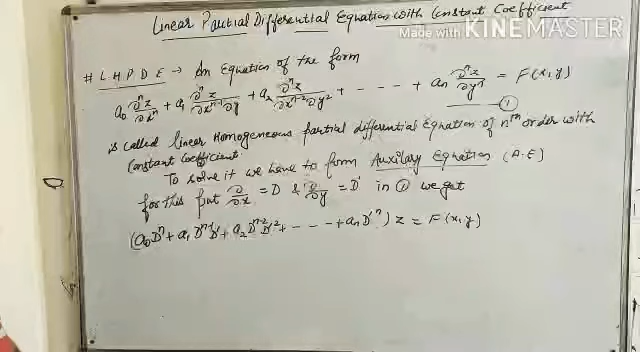 Linear Partial Differential Equation with Constant Coefficient
Made with KINEMASTER
# L.H.P.D.E → An Equation of the form
a₀ ∂ⁿz/∂xⁿ + a₁ ∂ⁿz/∂xⁿ⁻¹∂y + a₂ ∂ⁿz/∂xⁿ⁻²∂y² + - - - - + aₙ ∂ⁿz/∂yⁿ = F(x,y)
—①
is called linear Homogeneous partial differential Equation of nᵗʰ order with
Constant Coefficient.
To solve it we have to form Auxilary Equation (A.E)
for this put ∂/∂x = D & ∂/∂y = D' in ① we get
(a₀Dⁿ + a₁Dⁿ⁻¹D' + a₂Dⁿ⁻²D'² + - - - - + aₙD'ⁿ) z = F(x,y)